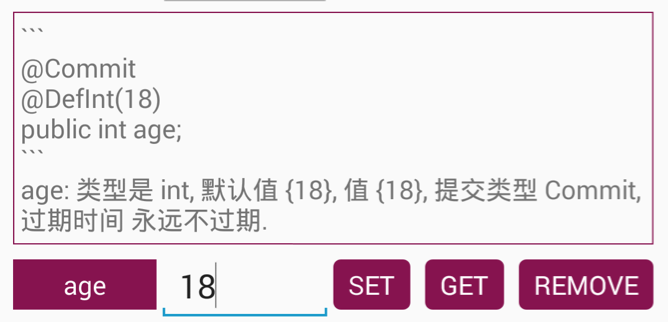 ```
@Commit
@DefInt(18)
public int age;
```
age: 类型是 int, 默认值 {18}, 值 {18}, 提交类型 Commit,
过期时间 永远不过期.
age 18 SET GET REMOVE